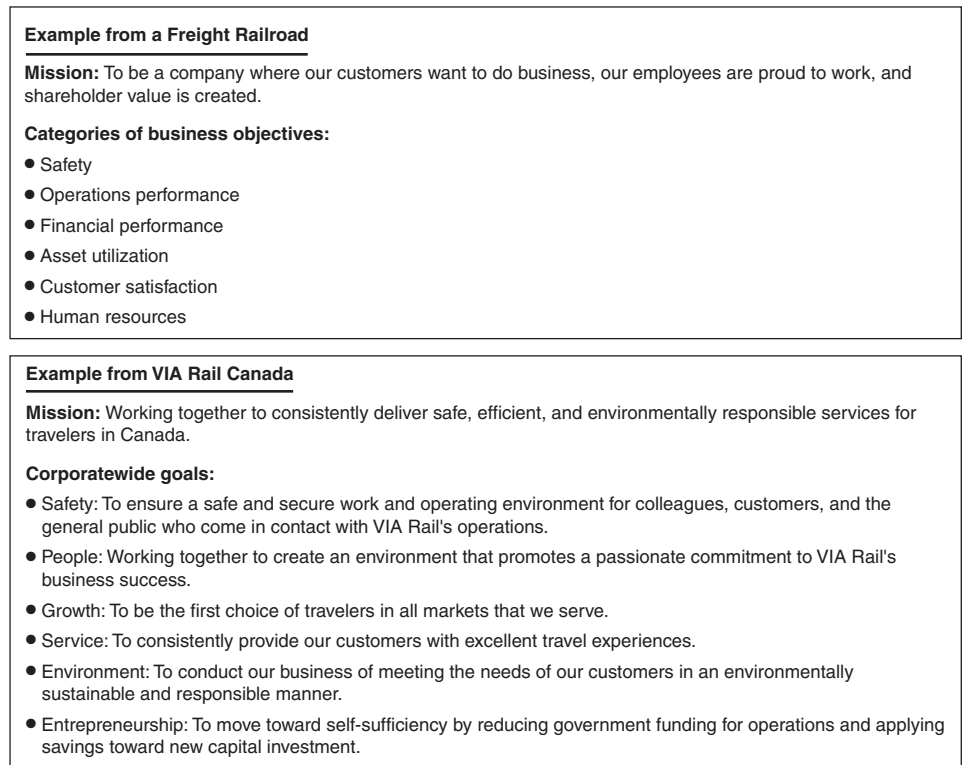 Example from a Freight Railroad
Mission: To be a company where our customers want to do business, our employees are proud to work, and
shareholder value is created.
Categories of business objectives:
● Safety
● Operations performance
● Financial performance
● Asset utilization
● Customer satisfaction
● Human resources
Example from VIA Rail Canada
Mission: Working together to consistently deliver safe, efficient, and environmentally responsible services for
travelers in Canada.
Corporatewide goals:
● Safety: To ensure a safe and secure work and operating environment for colleagues, customers, and the
general public who come in contact with VIA Rail's operations.
● People: Working together to create an environment that promotes a passionate commitment to VIA Rail's
business success.
● Growth: To be the first choice of travelers in all markets that we serve.
● Service: To consistently provide our customers with excellent travel experiences.
● Environment: To conduct our business of meeting the needs of our customers in an environmentally
sustainable and responsible manner.
● Entrepreneurship: To move toward self-sufficiency by reducing government funding for operations and applying
savings toward new capital investment.